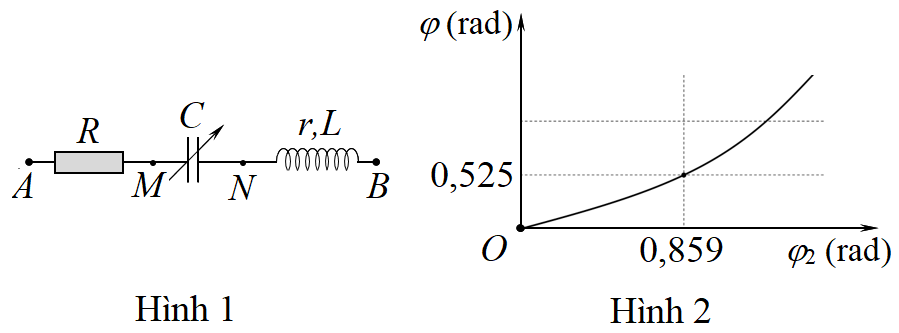 R
C
r,L
A
M
N
B
Hình 1
φ (rad)
0,525
O
0,859
φ₂ (rad)
Hình 2